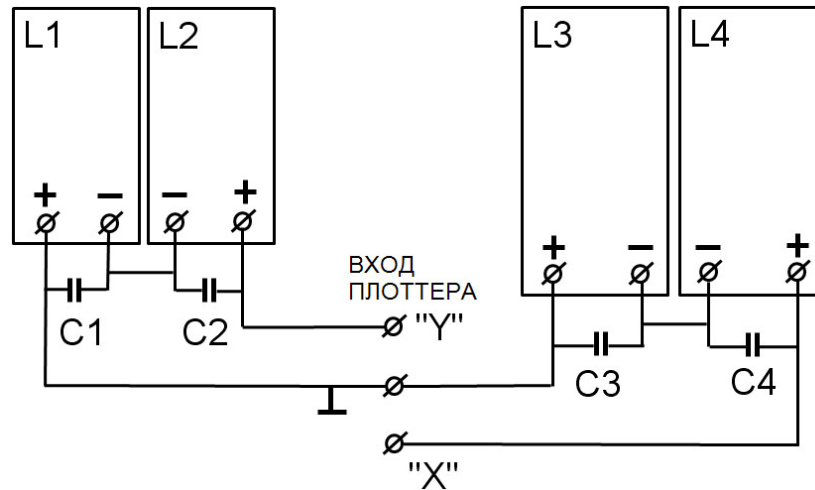 L1 L2 L3 L4
+ − − +
ВХОД
ПЛОТТЕРА
+ − − +
"Y"
C1 C2
C3 C4
"X"